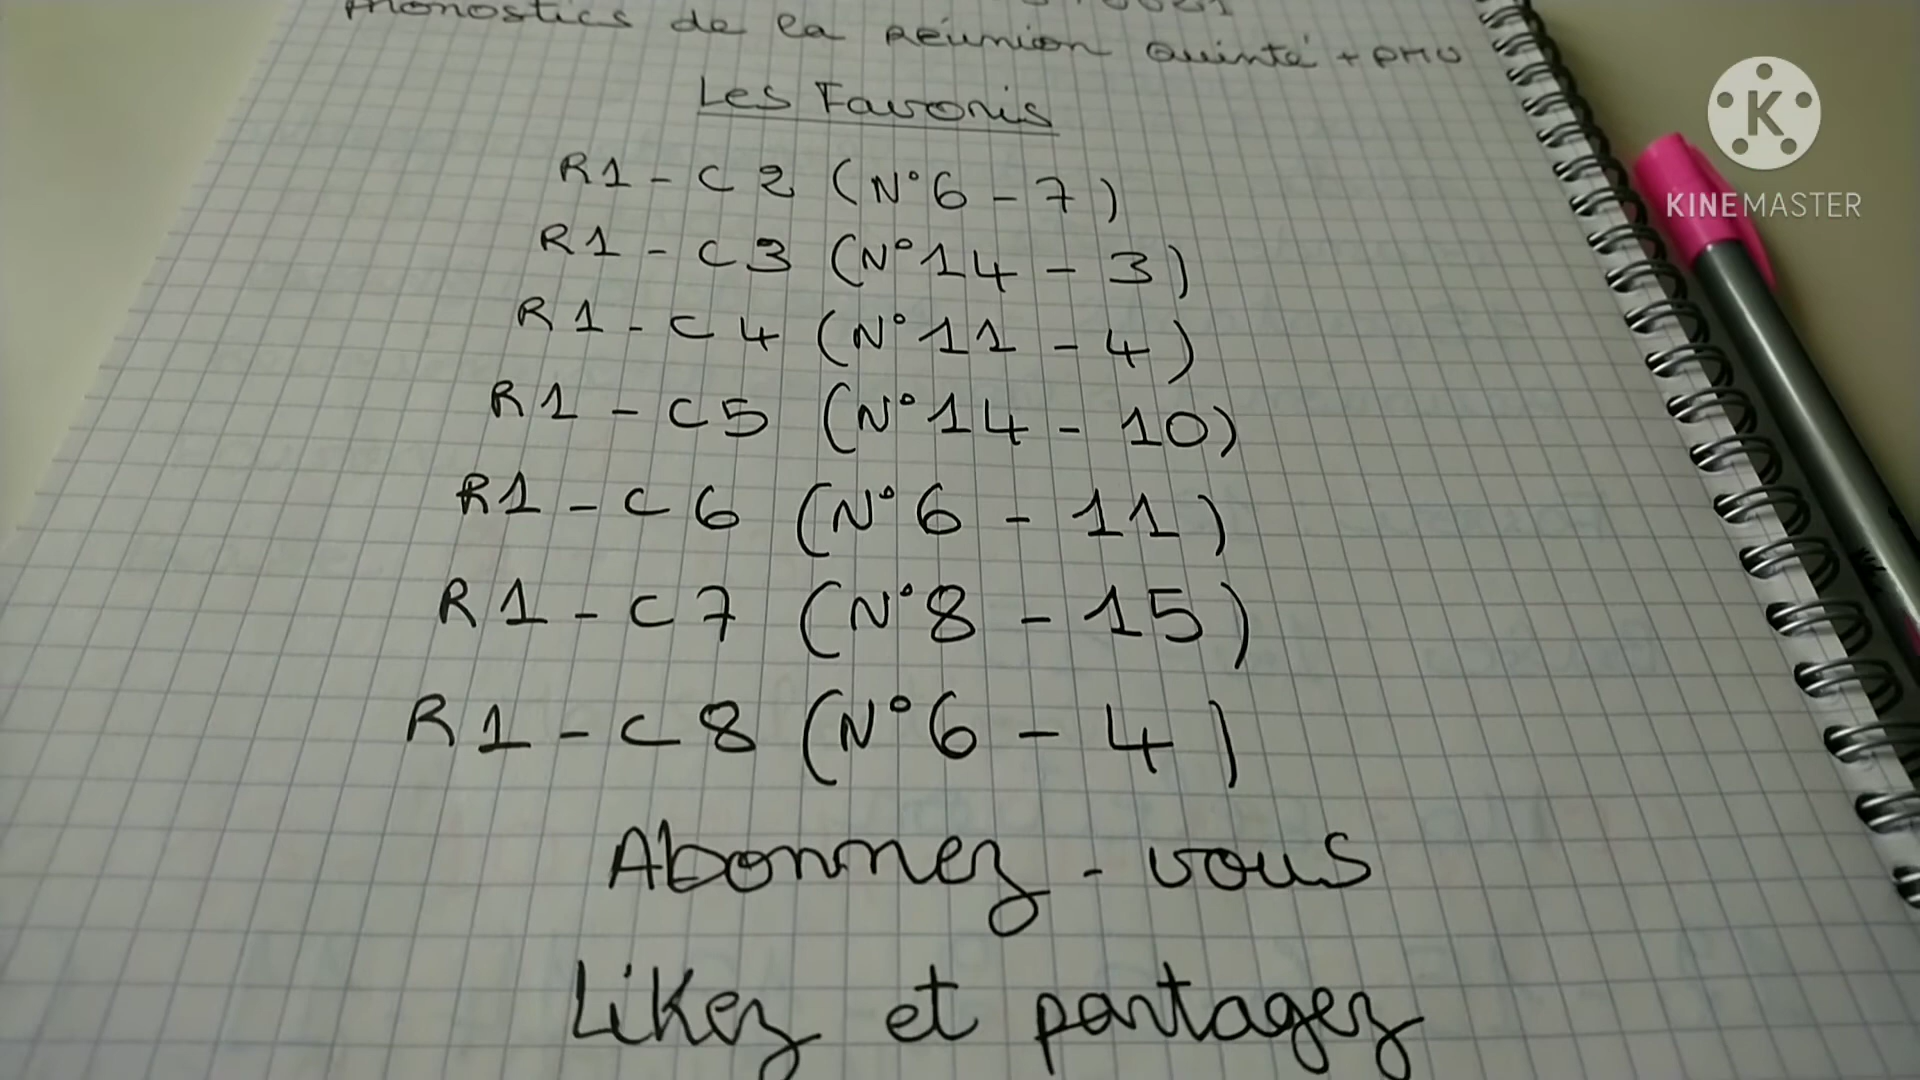 Pronostics de la Réunion Quinté + PMU
Les Favoris
R1 - C2 (N°6 - 7)
R1 - C3 (N°14 - 3)
R1 - C4 (N°11 - 4)
R1 - C5 (N°14 - 10)
R1 - C6 (N°6 - 11)
R1 - C7 (N°8 - 15)
R1 - C8 (N°6 - 4)
Abonnez-vous
Likez et partagez
K
KINEMASTER